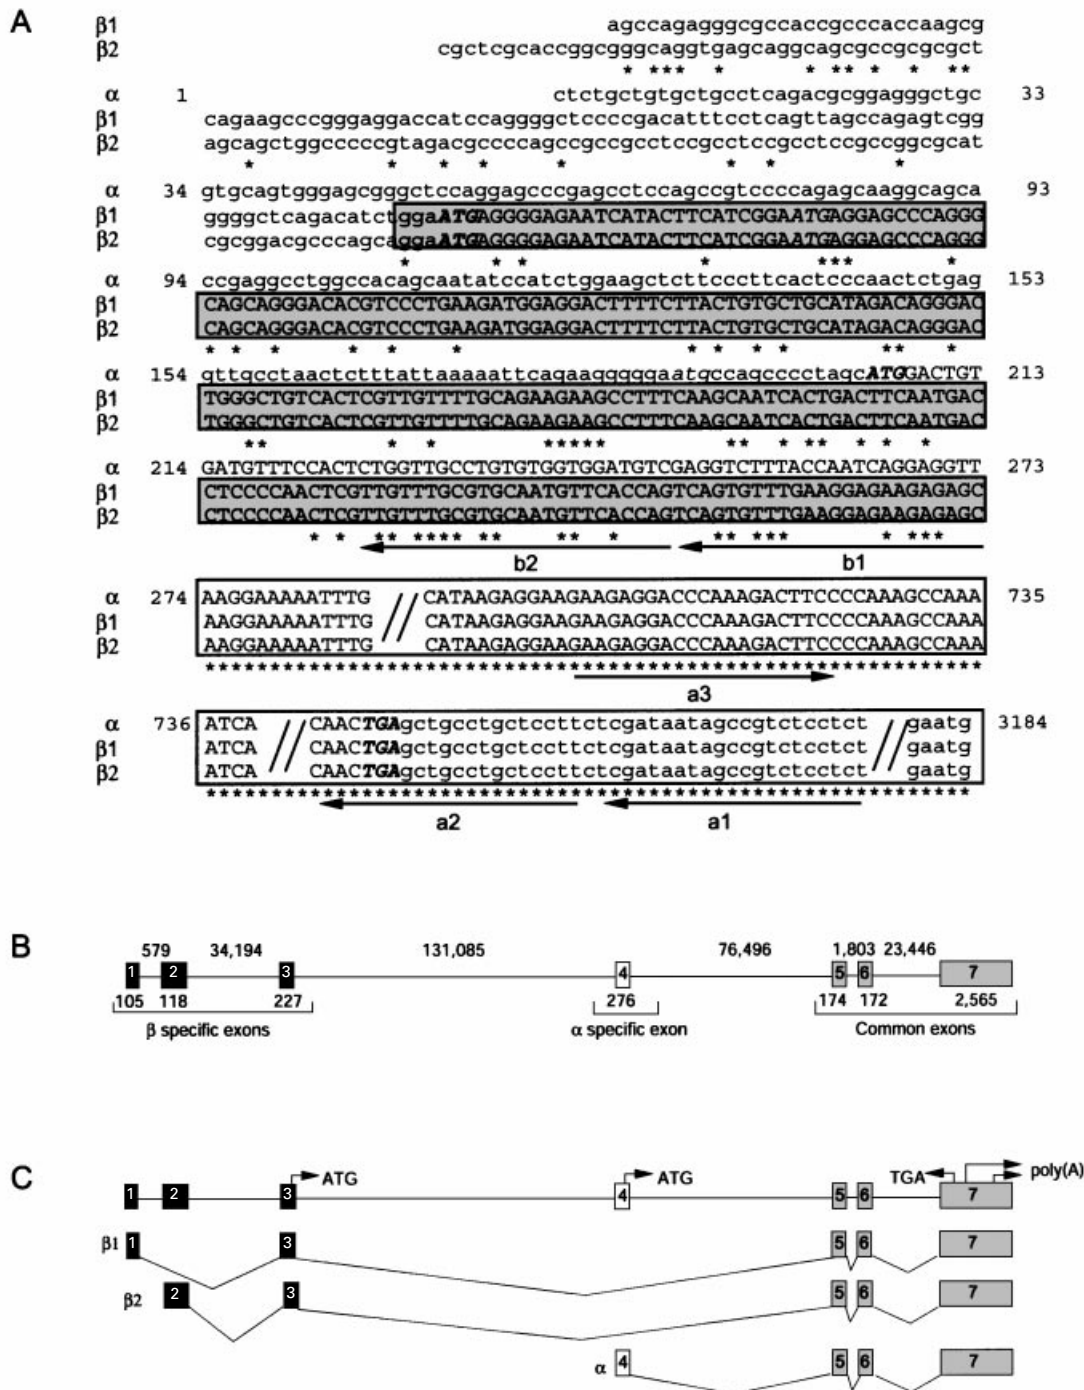 A
β1 agccagagggcgccaccgcccaccaagcg
β2 cgctcgcaccggcgggcaggtgagcaggcagcgccgcgcgct
* *** * * ** * * **
α 1 ctctgctgtgctgcctcagacgcggagggctgc 33
β1 cagaagcccgggaggaccatccaggggctccccgacatttcctcagttagccagagtcgg
β2 agcagctggcccccgtagacgccccagccgccgcctccgcctccgcctccgccggcgcat
* * * * * * * *
α 34 gtgcagtgggagcgggctccaggagcccgagcctccagccgtccccagagcaaggcagca 93
β1 ggggctcagacatctggaATGAGGGGAGAATCATACTTCATCGGAATGAGGAGCCCAGGG
β2 cgcggacgcccagcaggaATGAGGGGAGAATCATACTTCATCGGAATGAGGAGCCCAGGG
* * * * *** *
α 94 ccgaggcctggccacagcaatatccatctggaagctcttcccttcactcccaactctgag 153
β1 CAGCAGGGACACGTCCCTGAAGATGGAGGACTTTTCTTACTGTGCTGCATAGACAGGGAC
β2 CAGCAGGGACACGTCCCTGAAGATGGAGGACTTTTCTTACTGTGCTGCATAGACAGGGAC
* * * * * * * * * * ** *
α 154 gttgcctaactctttattaaaaattcagaagggggaatgccagcccctagcATGGACTGT 213
β1 TGGGCTGTCACTCGTTGTTTTGCAGAAGAAGCCTTTCAAGCAATCACTGACTTCAATGAC
β2 TGGGCTGTCACTCGTTGTTTTGCAGAAGAAGCCTTTCAAGCAATCACTGACTTCAATGAC
** * * ***** ** * ** * * *
α 214 GATGTTTCCACTCTGGTTGCCTGTGTGGTGGATGTCGAGGTCTTTACCAATCAGGAGGTT 273
β1 CTCCCCAACTCGTTGTTTGCGTGCAATGTTCACCAGTCAGTGTTTGAAGGAGAAGAGAGC
β2 CTCCCCAACTCGTTGTTTGCGTGCAATGTTCACCAGTCAGTGTTTGAAGGAGAAGAGAGC
* * ** **** ** ** * ** *** * ***
b2 b1
α 274 AAGGAAAAATTTG // CATAAGAGGAAGAAGAGGACCCAAAGACTTCCCCAAAGCCAAA 735
β1 AAGGAAAAATTTG CATAAGAGGAAGAAGAGGACCCAAAGACTTCCCCAAAGCCAAA
β2 AAGGAAAAATTTG CATAAGAGGAAGAAGAGGACCCAAAGACTTCCCCAAAGCCAAA
************************************************************
a3
α 736 ATCA // CAACTGAgctgcctgctccttctcgataatagccgtctcctct // gaatg 3184
β1 ATCA CAACTGAgctgcctgctccttctcgataatagccgtctcctct gaatg
β2 ATCA CAACTGAgctgcctgctccttctcgataatagccgtctcctct gaatg
***********************************************************
a2 a1
B
579 34,194 131,085 76,496 1,803 23,446
1 2 3 4 5 6 7
105 118 227 276 174 172 2,565
β specific exons α specific exon Common exons
C
ATG ATG TGA poly(A)
1 2 3 4 5 6 7
β1 1 3 5 6 7
β2 2 3 5 6 7
α 4 5 6 7